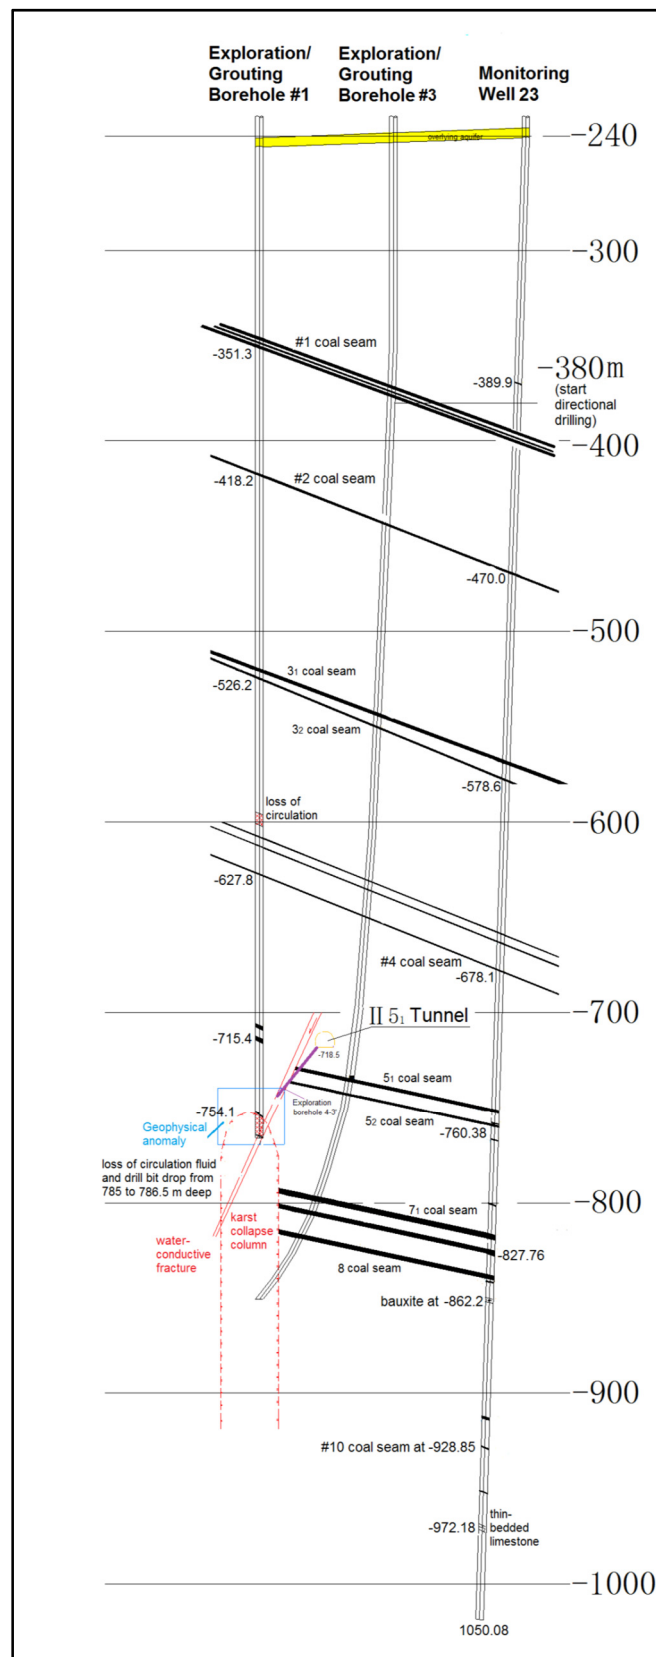 Exploration/
Grouting
Borehole #1
Exploration/
Grouting
Borehole #3
Monitoring
Well 23
overlying aquifer
-240
-300
#1 coal seam
-351.3
-380m
(start
directional
drilling)
-389.9
-400
#2 coal seam
-418.2
-470.0
-500
31 coal seam
-526.2
32 coal seam
-578.6
loss of
circulation
-600
-627.8
#4 coal seam
-678.1
-700
II 51 Tunnel
-715.4
-718.5
51 coal seam
Exploration
borehole 4-3'
-754.1
52 coal seam
-760.38
Geophysical
anomaly
loss of circulation fluid
and drill bit drop from
785 to 786.5 m deep
-800
71 coal seam
karst
collapse
column
water-
conductive
fracture
-827.76
8 coal seam
bauxite at -862.2
-900
#10 coal seam at -928.85
-972.18
thin-
bedded
limestone
-1000
1050.08